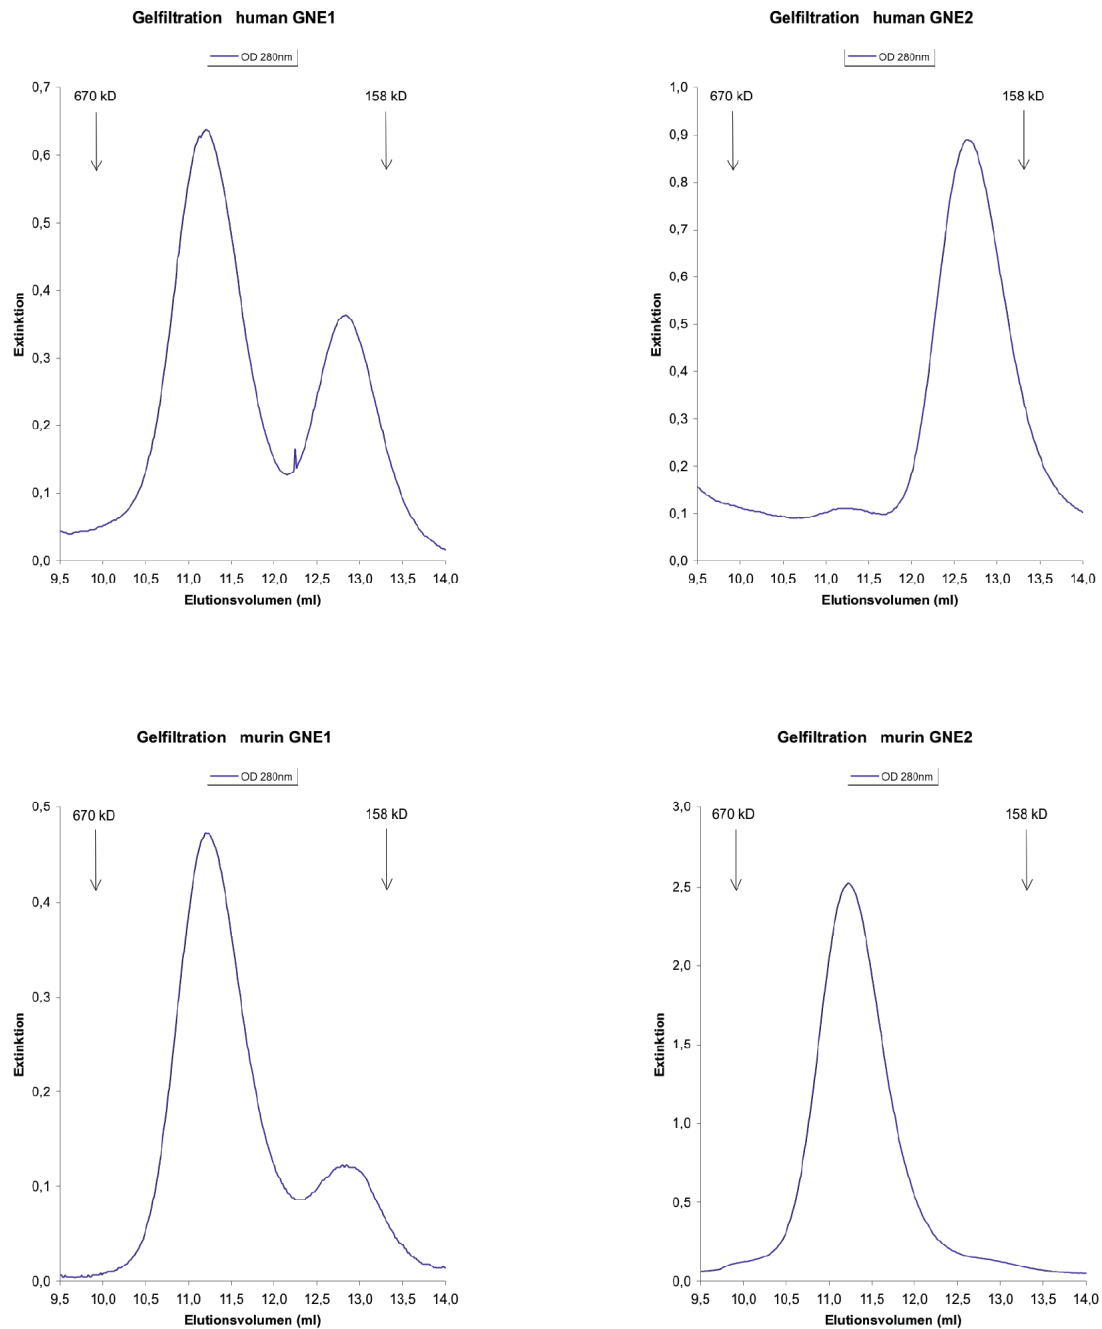 Gelfiltration human GNE1
OD 280nm
0,7
0,6
0,5
0,4
0,3
0,2
0,1
0,0
670 kD
158 kD
Extinktion
9,5 10,0 10,5 11,0 11,5 12,0 12,5 13,0 13,5 14,0
Elutionsvolumen (ml)
Gelfiltration human GNE2
OD 280nm
1,0
0,9
0,8
0,7
0,6
0,5
0,4
0,3
0,2
0,1
0,0
670 kD
158 kD
Extinktion
9,5 10,0 10,5 11,0 11,5 12,0 12,5 13,0 13,5 14,0
Elutionsvolumen (ml)
Gelfiltration murin GNE1
OD 280nm
0,5
0,4
0,3
0,2
0,1
0,0
670 kD
158 kD
Extinktion
9,5 10,0 10,5 11,0 11,5 12,0 12,5 13,0 13,5 14,0
Elutionsvolumen (ml)
Gelfiltration murin GNE2
OD 280nm
3,0
2,5
2,0
1,5
1,0
0,5
0,0
670 kD
158 kD
Extinktion
9,5 10,0 10,5 11,0 11,5 12,0 12,5 13,0 13,5 14,0
Elutionsvolumen (ml)